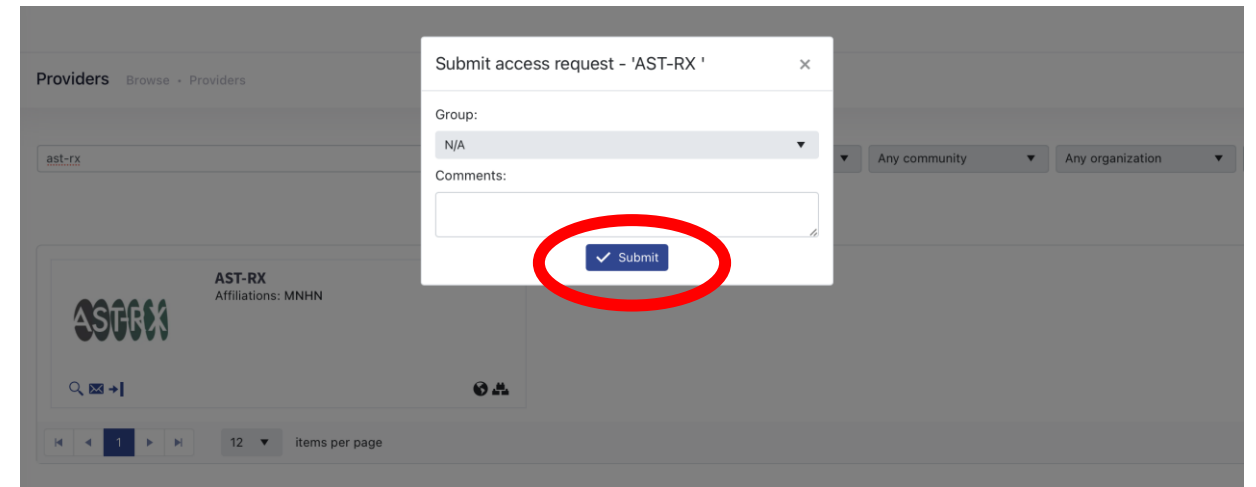 Submit access request - 'AST-RX '
Providers Browse • Providers
Group:
N/A
ast-rx
Any community
Any organization
Comments:
Submit
AST-RX
Affiliations: MNHN
AST-RX
1
12
items per page